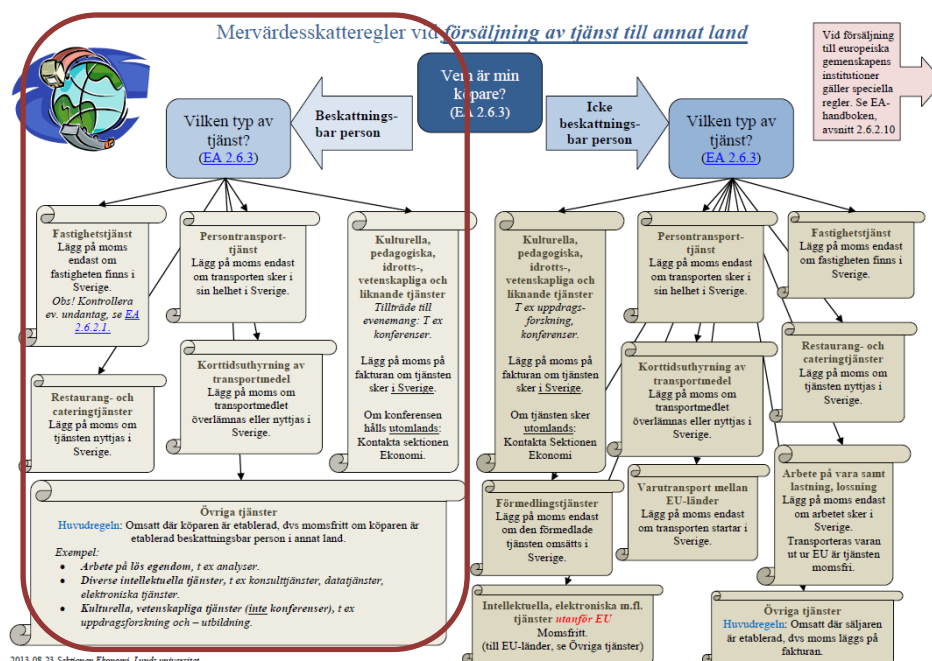 Mervärdesskatteregler vid försäljning av tjänst till annat land
Vid försäljning
till europeiska
gemenskapens
institutioner
gäller speciella
regler. Se EA-
handboken,
avsnitt 2.6.2.10
Vem är min
köpare?
(EA 2.6.3)
Beskattnings-
bar person
Icke
beskattnings-
bar person
Vilken typ av
tjänst?
(EA 2.6.3)
Vilken typ av
tjänst?
(EA 2.6.3)
Fastighetstjänst
Lägg på moms
endast om
fastigheten finns i
Sverige.
Obs! Kontrollera
ev. undantag, se EA
2.6.2.1.
Persontransport-
tjänst
Lägg på moms endast
om transporten sker i
sin helhet i Sverige.
Kulturella,
pedagogiska,
idrotts-,
vetenskapliga och
liknande tjänster
Tillträde till
evenemang: T ex
konferenser.
Lägg på moms på
fakturan om tjänsten
sker i Sverige.
Om konferensen
hålls utomlands:
Kontakta sektionen
Ekonomi.
Restaurang- och
cateringtjänster
Lägg på moms om
tjänsten nyttjas i
Sverige.
Korttidsuthyrning av
transportmedel
Lägg på moms om
transportmedlet
överlämnas eller nyttjas i
Sverige.
Övriga tjänster
Huvudregeln: Omsatt där köparen är etablerad, dvs momsfritt om köparen är
etablerad beskattningsbar person i annat land.
Exempel:
• Arbete på lös egendom, t ex analyser.
• Diverse intellektuella tjänster, t ex konsulttjänster, datatjänster,
elektroniska tjänster.
• Kulturella, vetenskapliga tjänster (inte konferenser), t ex
uppdragsforskning och – utbildning.
Kulturella,
pedagogiska,
idrotts-,
vetenskapliga och
liknande tjänster
T ex uppdrags-
forskning,
konferenser.
Lägg på moms på
fakturan om tjänsten
sker i Sverige.
Om tjänsten sker
utomlands:
Kontakta Sektionen
Ekonomi
Persontransport-
tjänst
Lägg på moms endast
om transporten sker i
sin helhet i Sverige.
Fastighetstjänst
Lägg på moms endast
om fastigheten finns i
Sverige.
Korttidsuthyrning av
transportmedel
Lägg på moms om
transportmedlet
överlämnas eller nyttjas i
Sverige.
Restaurang- och
cateringtjänster
Lägg på moms om
tjänsten nyttjas i
Sverige.
Förmedlingstjänster
Lägg på moms endast
om den förmedlade
tjänsten omsätts i
Sverige.
Varutransport mellan
EU-länder
Lägg på moms endast
om transporten startar i
Sverige.
Arbete på vara samt
lastning, lossning
Lägg på moms endast
om arbetet sker i
Sverige.
Transporteras varan
ut ur EU är tjänsten
momsfri.
Intellektuella, elektroniska m.fl.
tjänster utanför EU
Momsfritt.
(till EU-länder, se Övriga tjänster)
Övriga tjänster
Huvudregeln: Omsatt där säljaren
är etablerad, dvs moms läggs på
fakturan.
2013-08-23 Sektionen Ekonomi, Lunds universitet